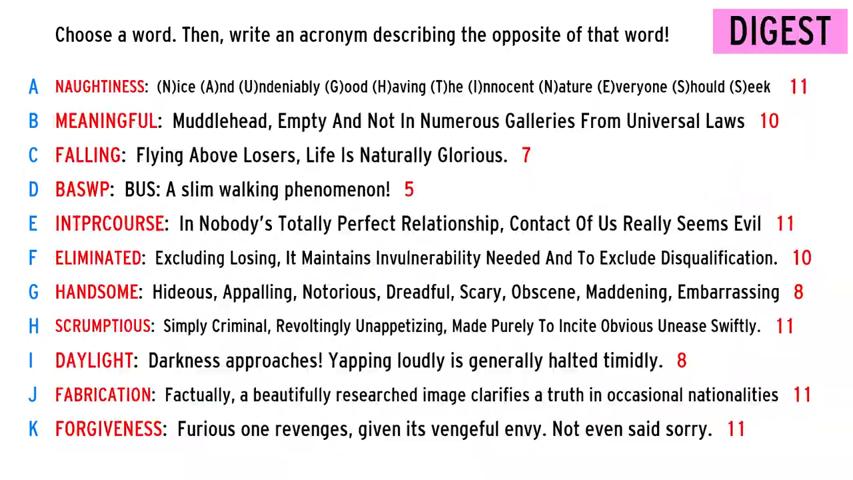 Choose a word. Then, write an acronym describing the opposite of that word!
DIGEST
A NAUGHTINESS: (N)ice (A)nd (U)ndeniably (G)ood (H)aving (T)he (I)nnocent (N)ature (E)veryone (S)hould (S)eek 11
B MEANINGFUL: Muddlehead, Empty And Not In Numerous Galleries From Universal Laws 10
C FALLING: Flying Above Losers, Life Is Naturally Glorious. 7
D BASWP: BUS: A slim walking phenomenon! 5
E INTPRCOURSE: In Nobody's Totally Perfect Relationship, Contact Of Us Really Seems Evil 11
F ELIMINATED: Excluding Losing, It Maintains Invulnerability Needed And To Exclude Disqualification. 10
G HANDSOME: Hideous, Appalling, Notorious, Dreadful, Scary, Obscene, Maddening, Embarrassing 8
H SCRUMPTIOUS: Simply Criminal, Revoltingly Unappetizing, Made Purely To Incite Obvious Unease Swiftly. 11
I DAYLIGHT: Darkness approaches! Yapping loudly is generally halted timidly. 8
J FABRICATION: Factually, a beautifully researched image clarifies a truth in occasional nationalities 11
K FORGIVENESS: Furious one revenges, given its vengeful envy. Not even said sorry. 11